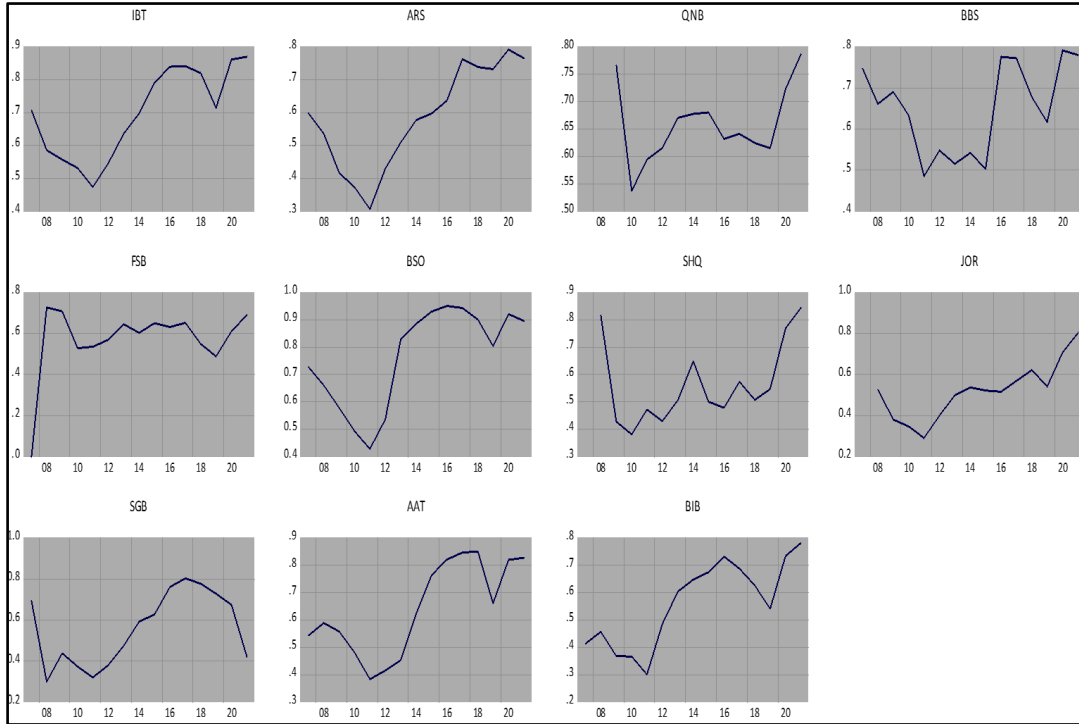 IBT ARS QNB BBS
.9 .8 .80 .8
.8 .7 .75 .7
.7 .6 .70 .6
.6 .5 .65 .5
.5 .4 .60 .4
.4 .3 .55
.50
08 10 12 14 16 18 20 08 10 12 14 16 18 20 08 10 12 14 16 18 20 08 10 12 14 16 18 20
FSB BSO SHQ JOR
.8 1.0 .9 1.0
.6 0.9 .8 0.8
.4 0.8 .7 0.6
.2 0.7 .6 0.4
.0 0.6 .5 0.2
0.5 .4
0.4 .3
08 10 12 14 16 18 20 08 10 12 14 16 18 20 08 10 12 14 16 18 20 08 10 12 14 16 18 20
SGB AAT BIB
1.0 .9 .8
0.8 .8 .7
0.6 .7 .6
0.4 .6 .5
0.2 .5 .4
.4 .3
.3 .2
08 10 12 14 16 18 20 08 10 12 14 16 18 20 08 10 12 14 16 18 20